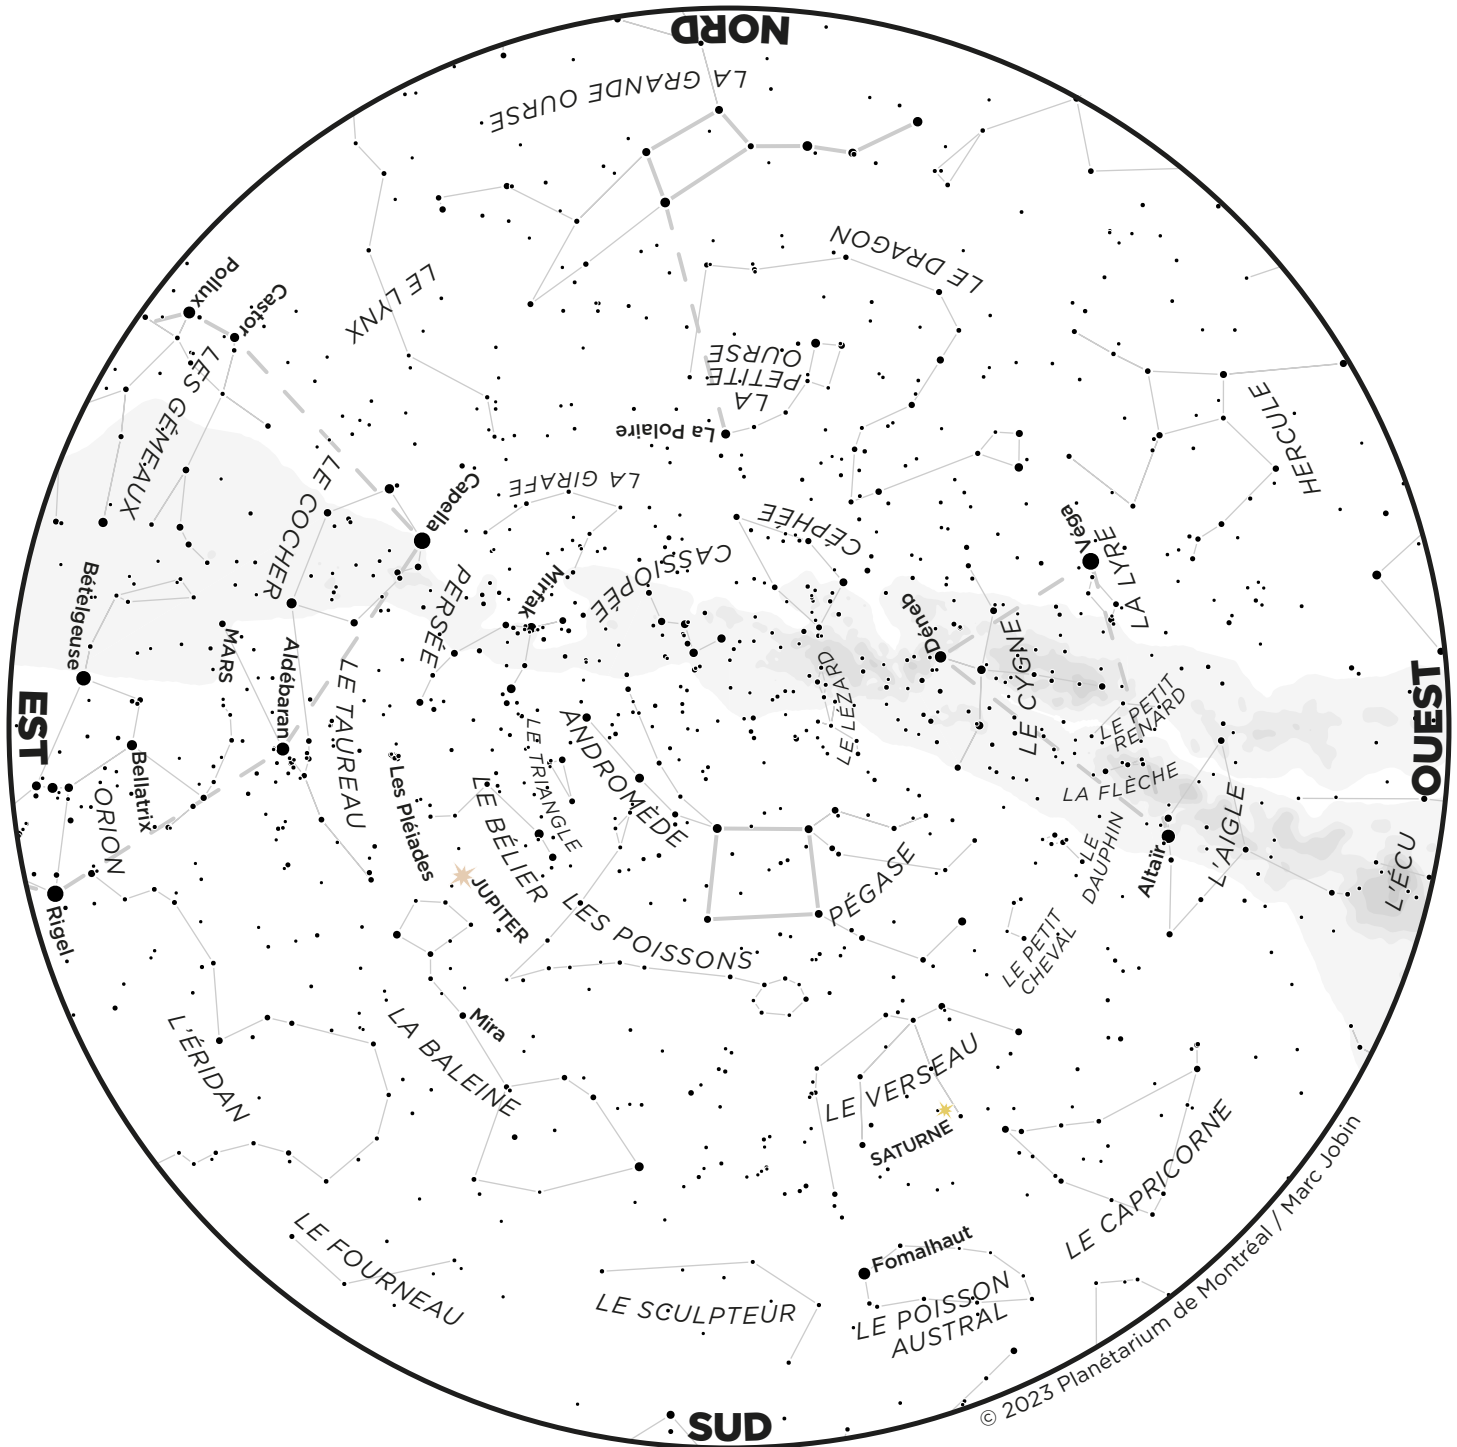 NORD
LA GRANDE OURSE
LE DRAGON
Pollux
Castor
LE LYNX
LES GÉMEAUX
LA
PETITE
OURSE
La Polaire
HERCULE
LE COCHER
Capella
LA GIRAFE
CÉPHÉE
CASSIOPÉE
Véga
LA LYRE
Bételgeuse
MARS
Aldébaran
PERSÉE
Mirfak
Déneb
LE CYGNE
LE LÉZARD
LE PETIT
RENARD
EST
OUEST
LE TAUREAU
LE TRIANGLE
ANDROMÈDE
LA FLÈCHE
Bellatrix
ORION
Les Pléiades
LE BÉLIER
LE
DAUPHIN
Altair
L'AIGLE
L'ÉCU
JUPITER
PÉGASE
Rigel
LES POISSONS
LE PETIT
CHEVAL
L'ÉRIDAN
LA BALEINE
Mira
LE VERSEAU
SATURNE
LE CAPRICORNE
LE FOURNEAU
LE SCULPTEUR
Fomalhaut
LE POISSON
AUSTRAL
SUD
© 2023 Planétarium de Montréal / Marc Jobin